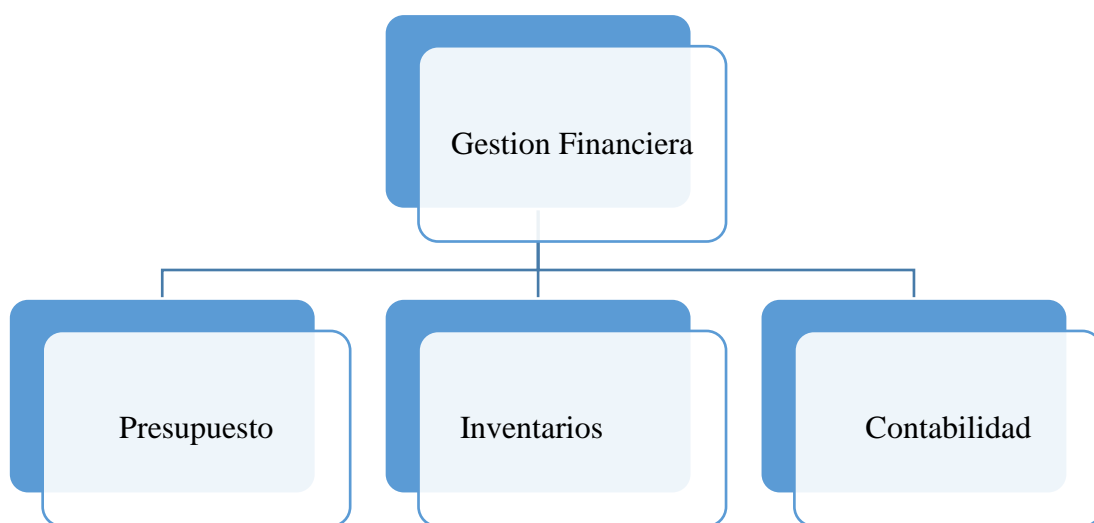 Gestion Financiera
Presupuesto
Inventarios
Contabilidad